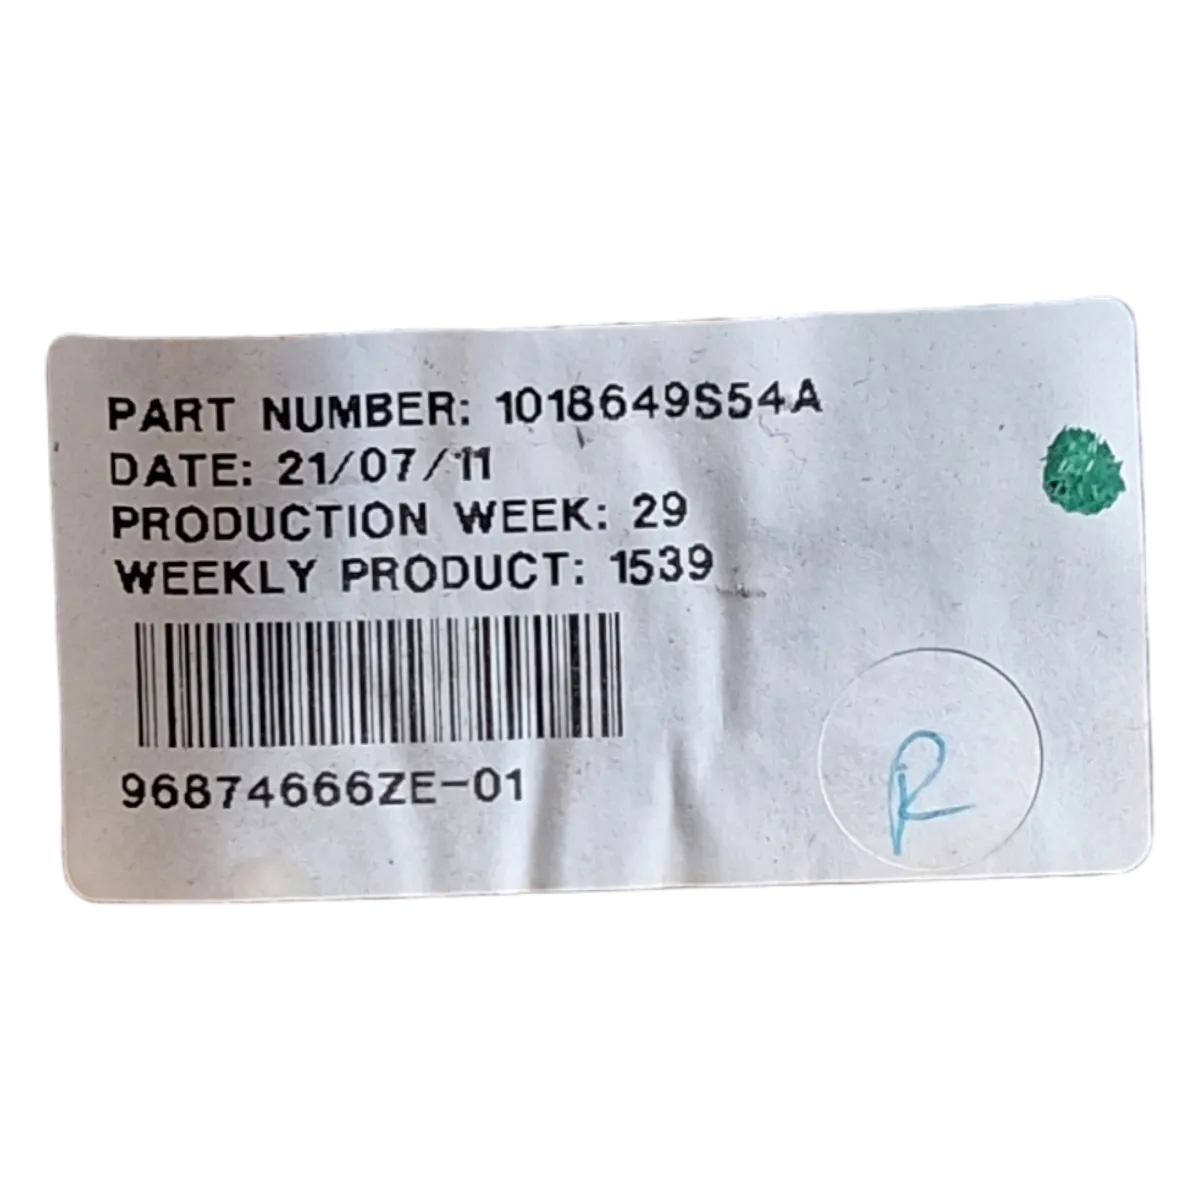 PART NUMBER: 1018649S54A
DATE: 21/07/11
PRODUCTION WEEK: 29
WEEKLY PRODUCT: 1539
96874666ZE-01
R